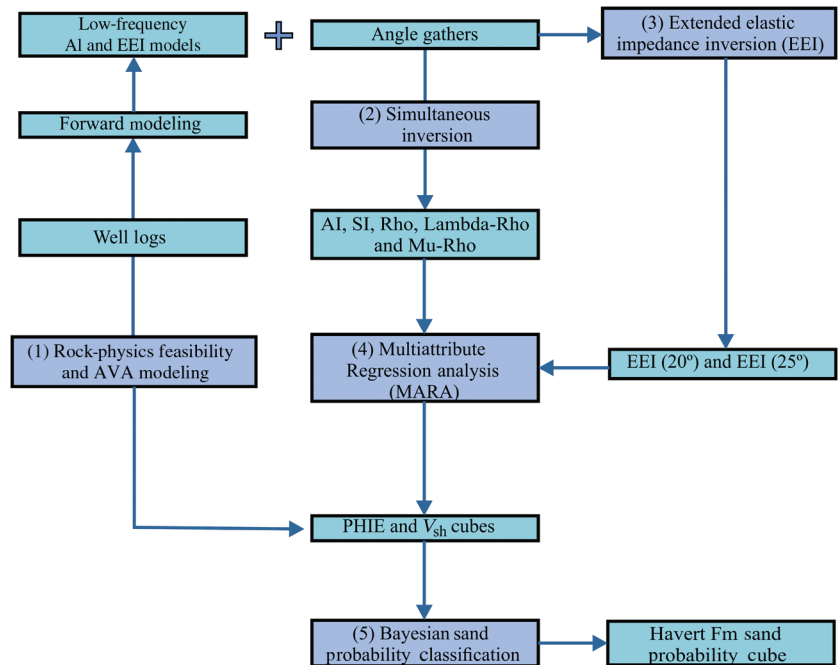 Low-frequency
Al and EEI models
+
Angle gathers
(3) Extended elastic
impedance inversion (EEI)
Forward modeling
(2) Simultaneous
inversion
Well logs
AI, SI, Rho, Lambda-Rho
and Mu-Rho
(1) Rock-physics feasibility
and AVA modeling
(4) Multiattribute
Regression analysis
(MARA)
EEI (20º) and EEI (25º)
PHIE and Vsh cubes
(5) Bayesian sand
probability classification
Havert Fm sand
probability cube